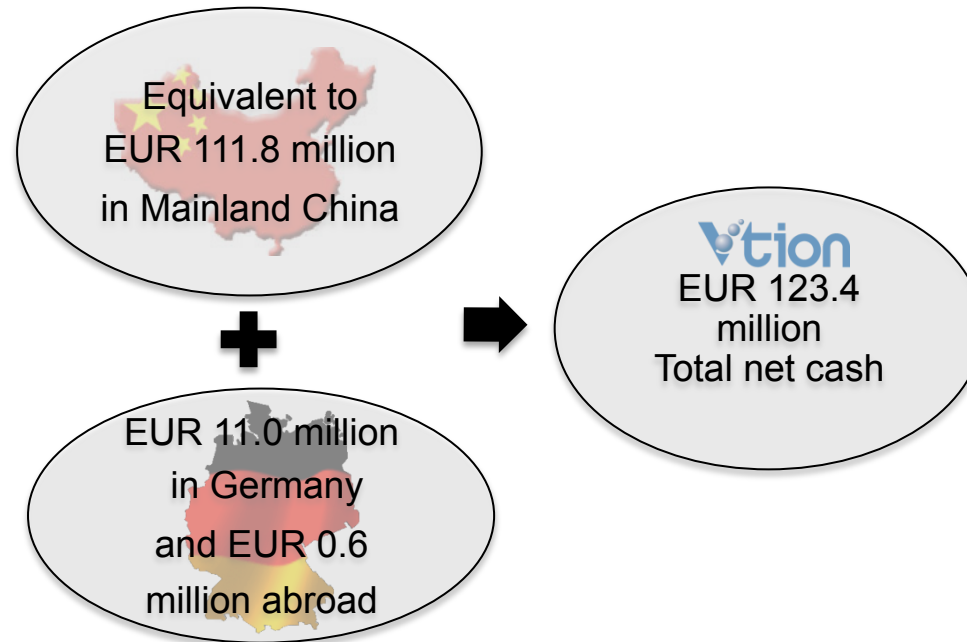 Equivalent to
EUR 111.8 million
in Mainland China
EUR 11.0 million
in Germany
and EUR 0.6
million abroad
Vtion
EUR 123.4
million
Total net cash